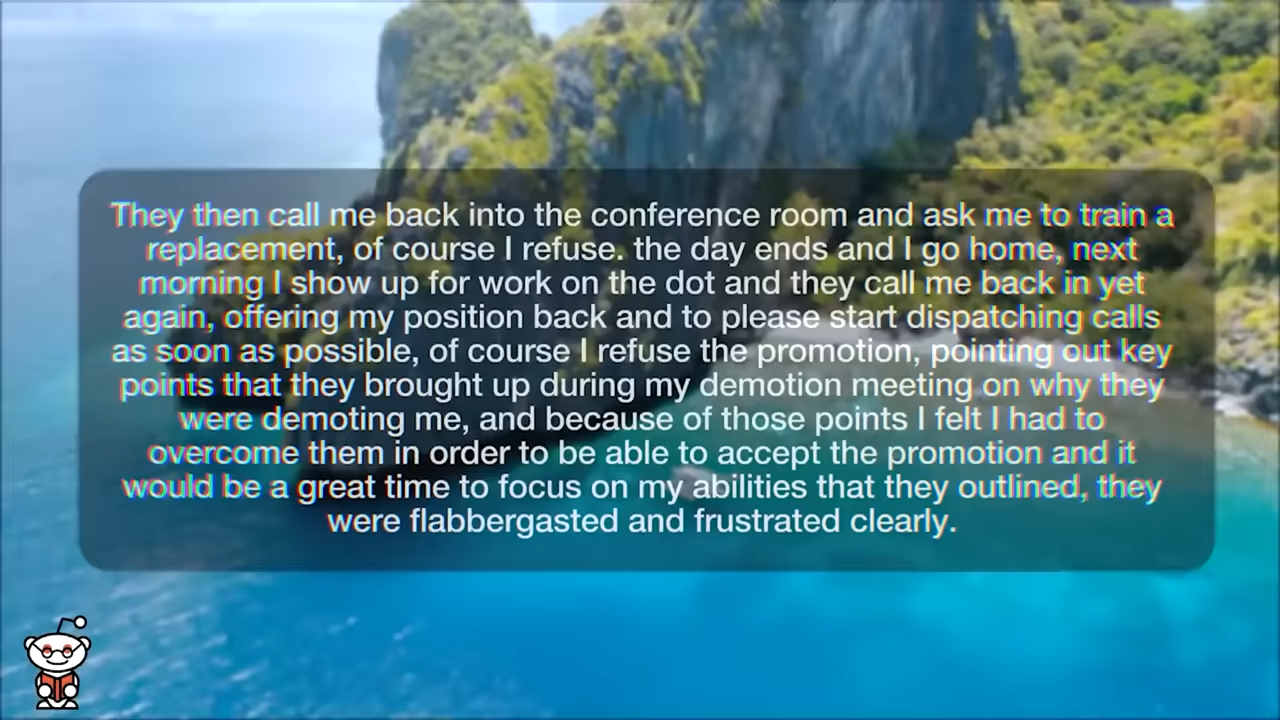 They then call me back into the conference room and ask me to train a
replacement, of course I refuse. the day ends and I go home, next
morning I show up for work on the dot and they call me back in yet
again, offering my position back and to please start dispatching calls
as soon as possible, of course I refuse the promotion, pointing out key
points that they brought up during my demotion meeting on why they
were demoting me, and because of those points I felt I had to
overcome them in order to be able to accept the promotion and it
would be a great time to focus on my abilities that they outlined, they
were flabbergasted and frustrated clearly.